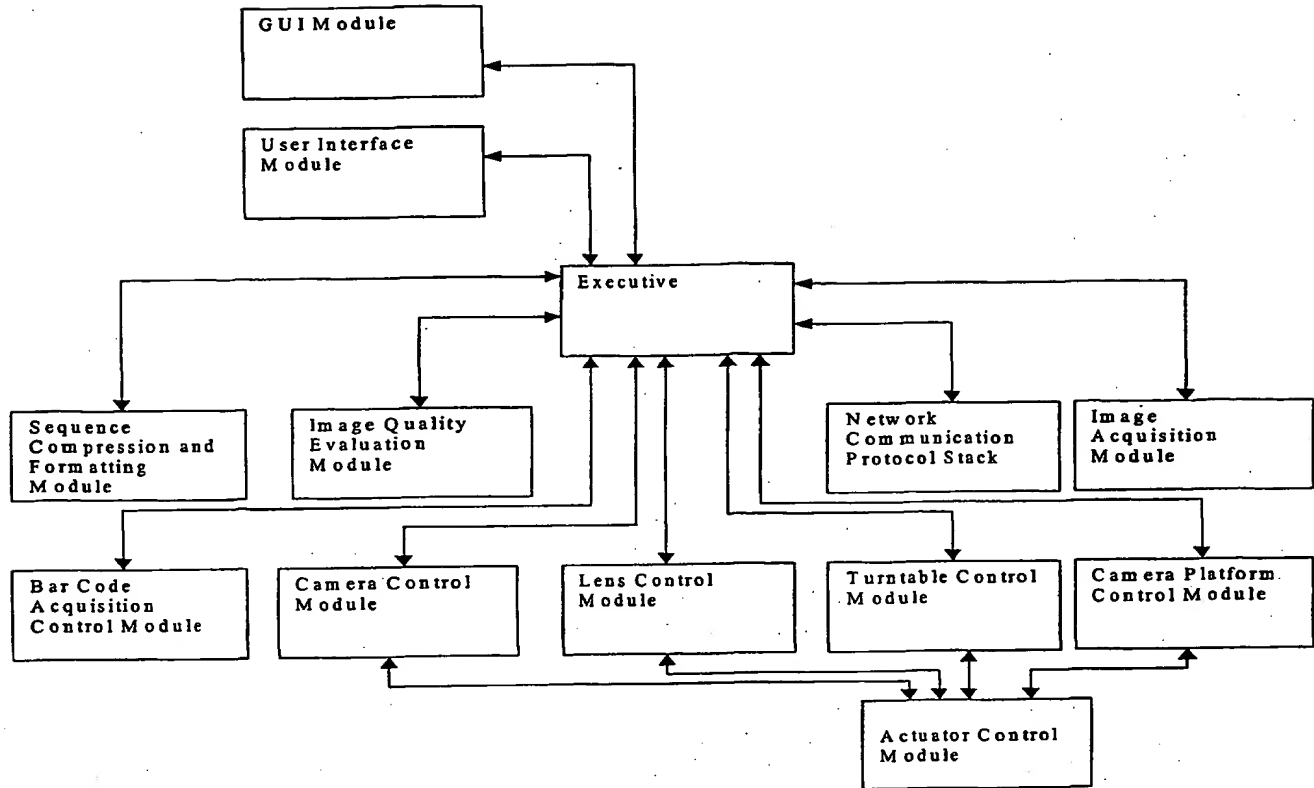 GUI Module
User Interface
Module
Executive
Sequence
Compression and
Formatting
Module
Image Quality
Evaluation
Module
Network
Communication
Protocol Stack
Image
Acquisition
Module
Bar Code
Acquisition
Control Module
Camera Control
Module
Lens Control
Module
Turntable Control
Module
Camera Platform
Control Module
Actuator Control
Module